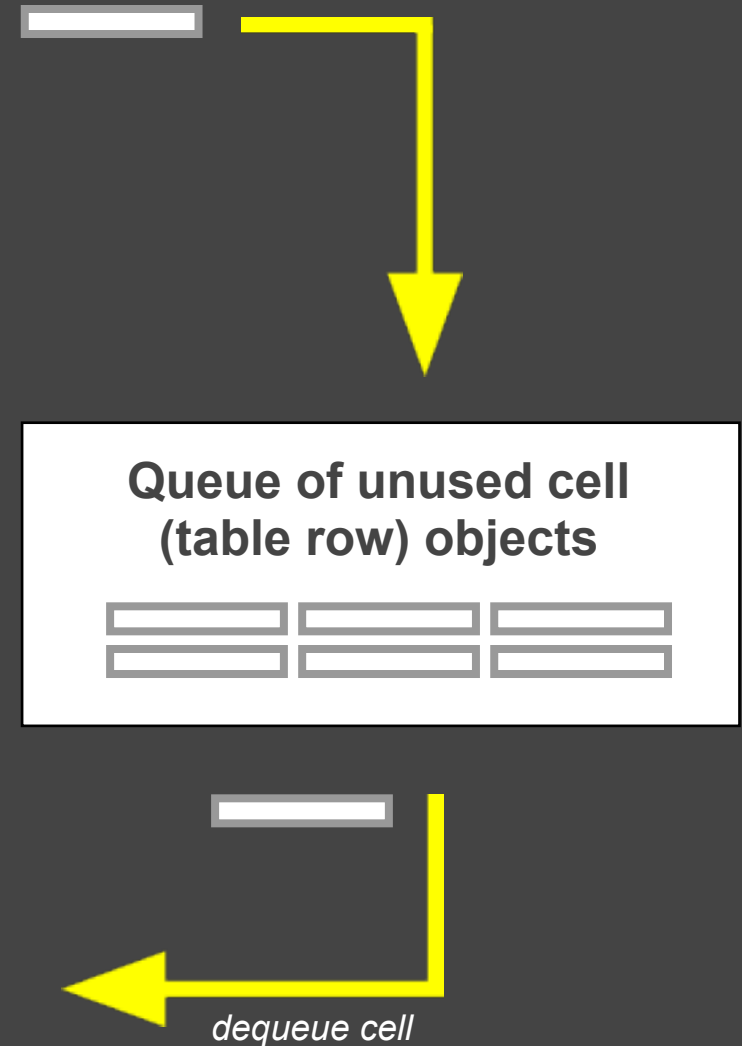 Queue of unused cell
(table row) objects
dequeue cell